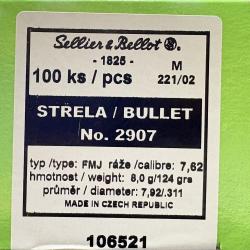 Sellier & Bellot S&B.
- 1825 -
100 ks / pcs
M
221/02
STRELA / BULLET
No. 2907
typ /type: FMJ ráže /calibre: 7,62
hmotnost / weight: 8,0 g/124 grs
průměr / diameter: 7,92/.311
MADE IN CZECH REPUBLIC
106521